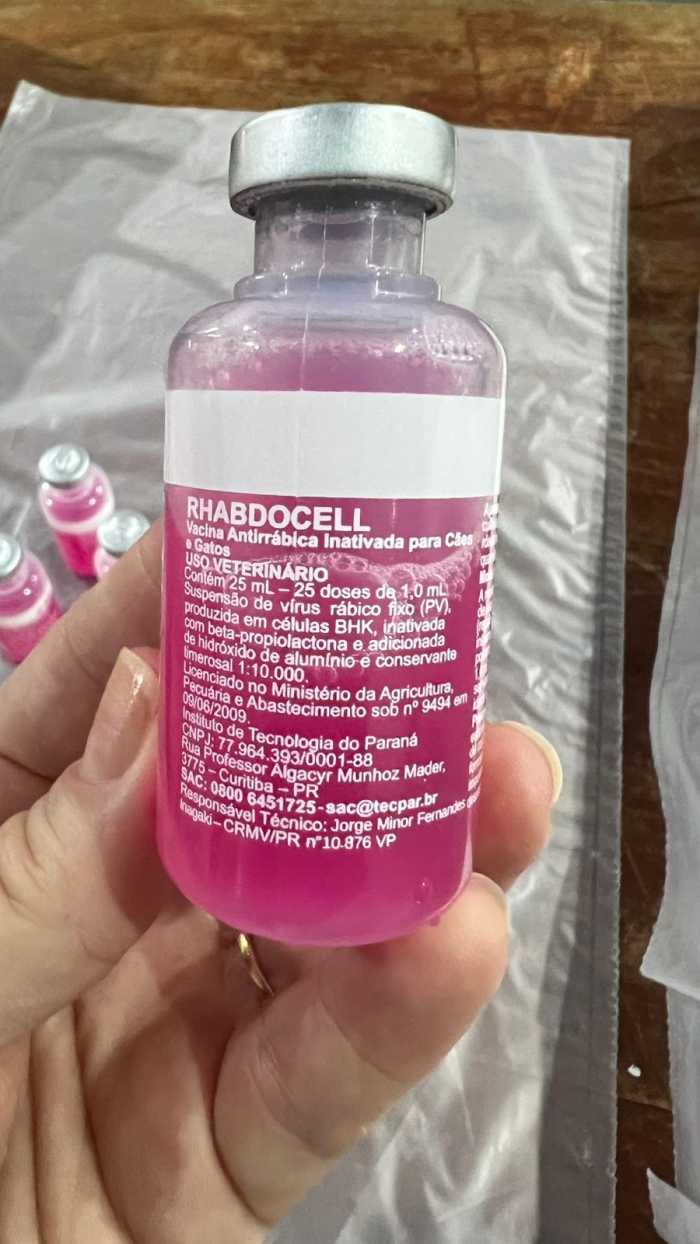 RHABDOCELL
Vacina Antirrábica Inativada para Cães
e Gatos
USO VETERINÁRIO
Contém 25 mL – 25 doses de 1,0 mL
Suspensão de vírus rábico fixo (PV),
produzida em células BHK, inativada
com beta-propiolactona e adicionada
de hidróxido de alumínio e conservante
timerosal 1:10.000.
Licenciado no Ministério da Agricultura,
Pecuária e Abastecimento sob nº 9494 em
09/06/2009.
Instituto de Tecnologia do Paraná
CNPJ: 77.964.393/0001-88
Rua Professor Algacyr Munhoz Mader,
3775 – Curitiba – PR
SAC: 0800 6451725-sac@tecpar.br
Responsável Técnico: Jorge Minor Fernandes
Inagaki – CRMV/PR nº10.876 VP